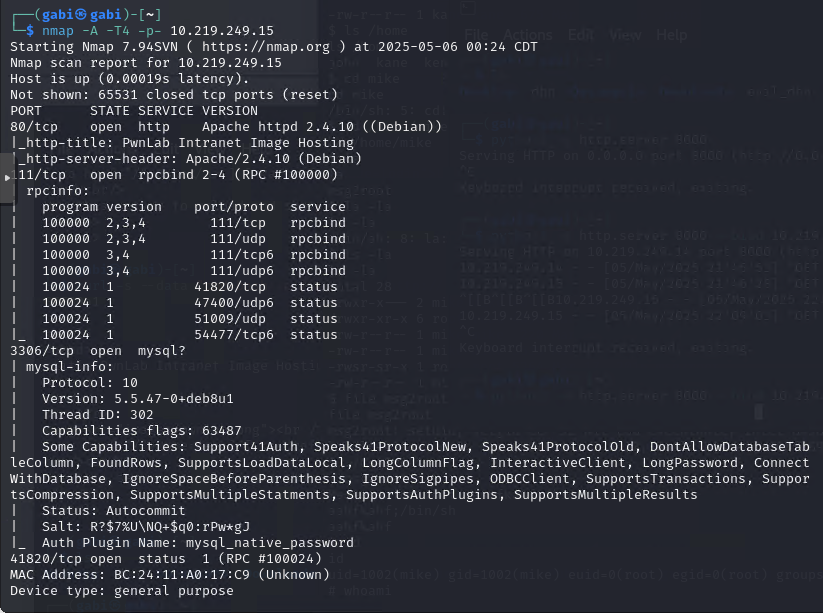 ┌──(gabi㉿gabi)-[~]
└─$ nmap -A -T4 -p- 10.219.249.15
Starting Nmap 7.94SVN ( https://nmap.org ) at 2025-05-06 00:24 CDT
Nmap scan report for 10.219.249.15
Host is up (0.00019s latency).
Not shown: 65531 closed tcp ports (reset)
PORT      STATE SERVICE VERSION
80/tcp    open  http    Apache httpd 2.4.10 ((Debian))
|_http-title: PwnLab Intranet Image Hosting
_http-server-header: Apache/2.4.10 (Debian)
111/tcp   open  rpcbind 2-4 (RPC #100000)
  rpcinfo:
|   program version    port/proto  service
|   100000  2,3,4        111/tcp   rpcbind
|   100000  2,3,4        111/udp   rpcbind
|   100000  3,4          111/tcp6  rpcbind
|   100000  3,4          111/udp6  rpcbind
|   100024  1          41820/tcp   status
|   100024  1          47400/udp6  status
|   100024  1          51009/udp   status
|_  100024  1          54477/tcp6  status
3306/tcp  open  mysql?
| mysql-info:
|   Protocol: 10
|   Version: 5.5.47-0+deb8u1
|   Thread ID: 302
|   Capabilities flags: 63487
|   Some Capabilities: Support41Auth, Speaks41ProtocolNew, Speaks41ProtocolOld, DontAllowDatabaseTab
leColumn, FoundRows, SupportsLoadDataLocal, LongColumnFlag, InteractiveClient, LongPassword, Connect
WithDatabase, IgnoreSpaceBeforeParenthesis, IgnoreSigpipes, ODBCClient, SupportsTransactions, Suppor
tsCompression, SupportsMultipleStatments, SupportsAuthPlugins, SupportsMultipleResults
|   Status: Autocommit
|   Salt: R?$7%U\NQ+$q0:rPw*gJ
|_  Auth Plugin Name: mysql_native_password
41820/tcp open  status  1 (RPC #100024)
MAC Address: BC:24:11:A0:17:C9 (Unknown)
Device type: general purpose